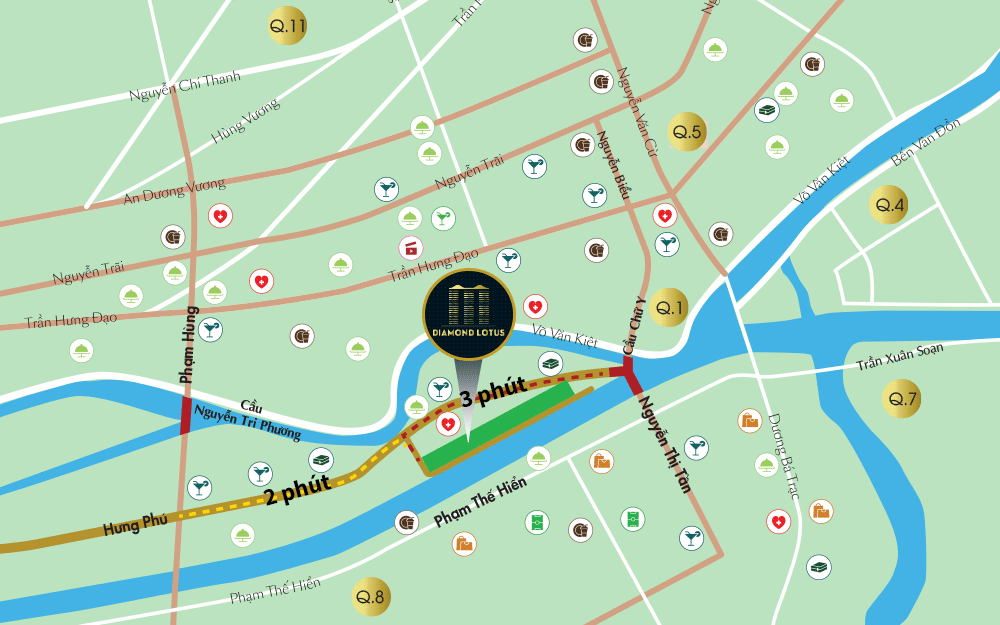 Q.11
Trần
Nguyễn Chí Thanh
Hùng Vương
Nguyễn Văn Cừ
Q.5
Nguyễn Biểu
Nguyễn Trãi
An Dương Vương
Võ Văn Kiệt
Bến Vân Đồn
Q.4
Nguyễn Trãi
Trần Hưng Đạo
Trần Hưng Đạo
Phạm Hùng
DIAMOND LOTUS
Q.1
Cầu Chữ Y
Võ Văn Kiệt
Trần Xuân Soạn
3 phút
Q.7
Cầu
Nguyễn Tri Phương
Nguyễn Thị Tần
Dương Bá Trạc
2 phút
Phạm Thế Hiển
Hưng Phú
Phạm Thế Hiển
Q.8